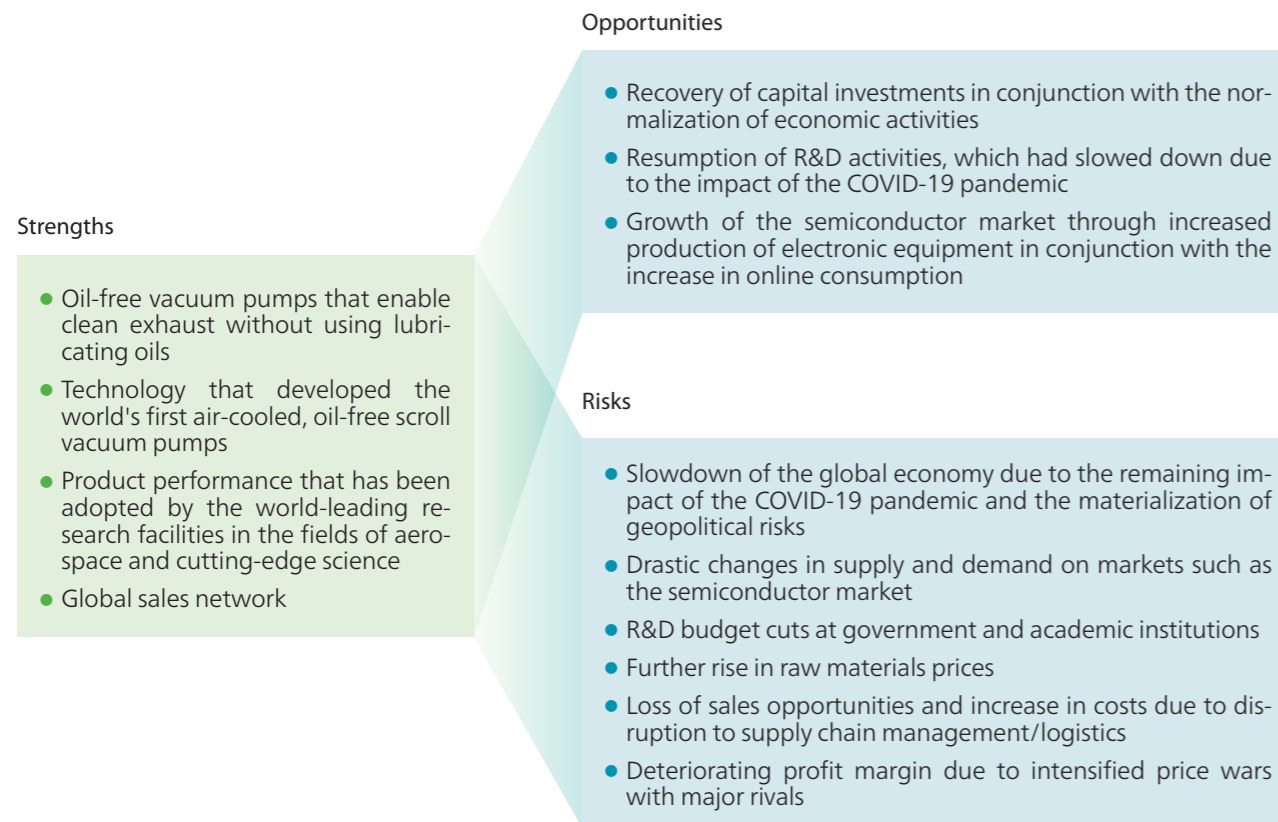 Opportunities
● Recovery of capital investments in conjunction with the nor-
malization of economic activities
● Resumption of R&D activities, which had slowed down due
to the impact of the COVID-19 pandemic
● Growth of the semiconductor market through increased
production of electronic equipment in conjunction with the
increase in online consumption
Strengths
● Oil-free vacuum pumps that enable
clean exhaust without using lubri-
cating oils
● Technology that developed the
world's first air-cooled, oil-free scroll
vacuum pumps
● Product performance that has been
adopted by the world-leading re-
search facilities in the fields of aero-
space and cutting-edge science
● Global sales network
Risks
● Slowdown of the global economy due to the remaining im-
pact of the COVID-19 pandemic and the materialization of
geopolitical risks
● Drastic changes in supply and demand on markets such as
the semiconductor market
● R&D budget cuts at government and academic institutions
● Further rise in raw materials prices
● Loss of sales opportunities and increase in costs due to dis-
ruption to supply chain management/logistics
● Deteriorating profit margin due to intensified price wars
with major rivals